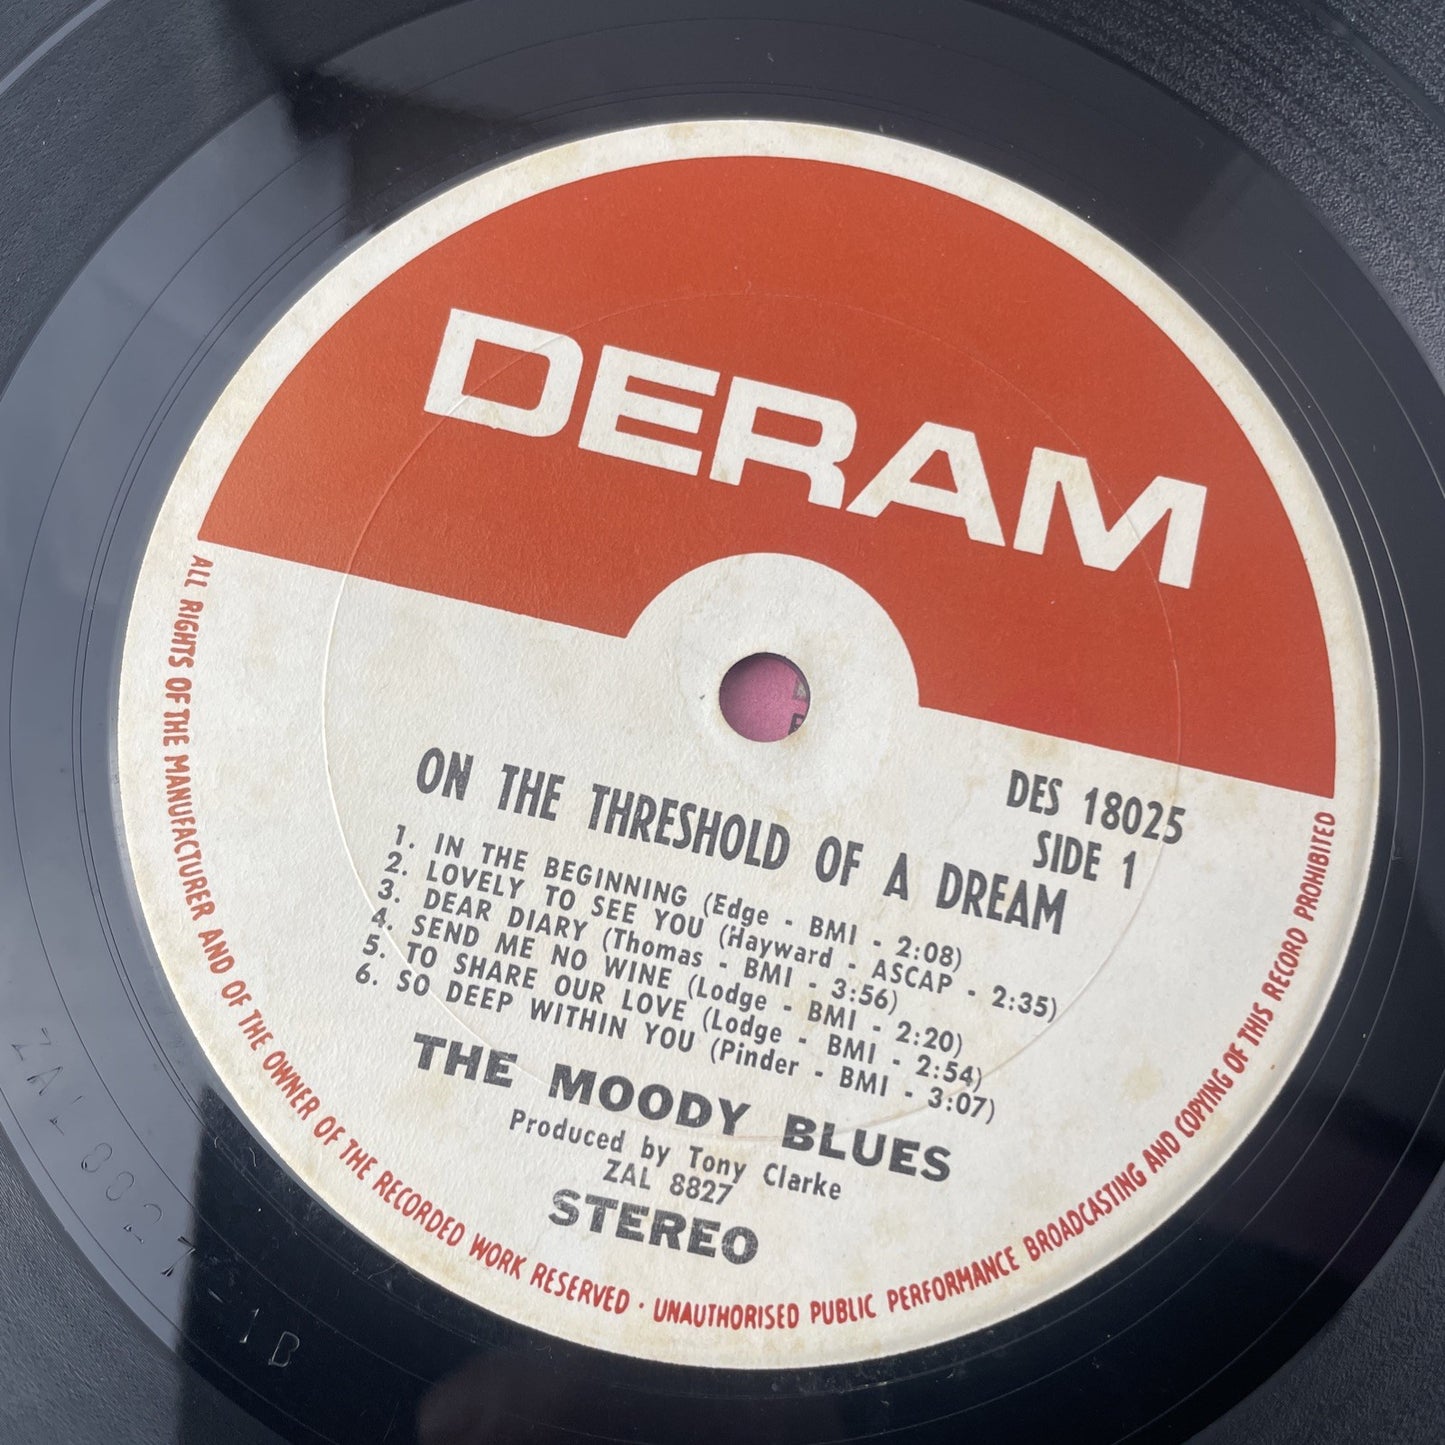 DERAM
DES 18025
SIDE 1
ON THE THRESHOLD OF A DREAM
1. IN THE BEGINNING (Edge - BMI - 2:08)
2. LOVELY TO SEE YOU (Hayward - ASCAP - 2:35)
3. DEAR DIARY (Thomas - BMI - 3:56)
4. SEND ME NO WINE (Lodge - BMI - 2:20)
5. TO SHARE OUR LOVE (Lodge - BMI - 2:54)
6. SO DEEP WITHIN YOU (Pinder - BMI - 3:07)
THE MOODY BLUES
Produced by Tony Clarke
ZAL 8827
STEREO
ALL RIGHTS OF THE MANUFACTURER AND OF THE OWNER OF THE RECORDED WORK RESERVED · UNAUTHORISED PUBLIC PERFORMANCE BROADCASTING AND COPYING OF THIS RECORD PROHIBITED